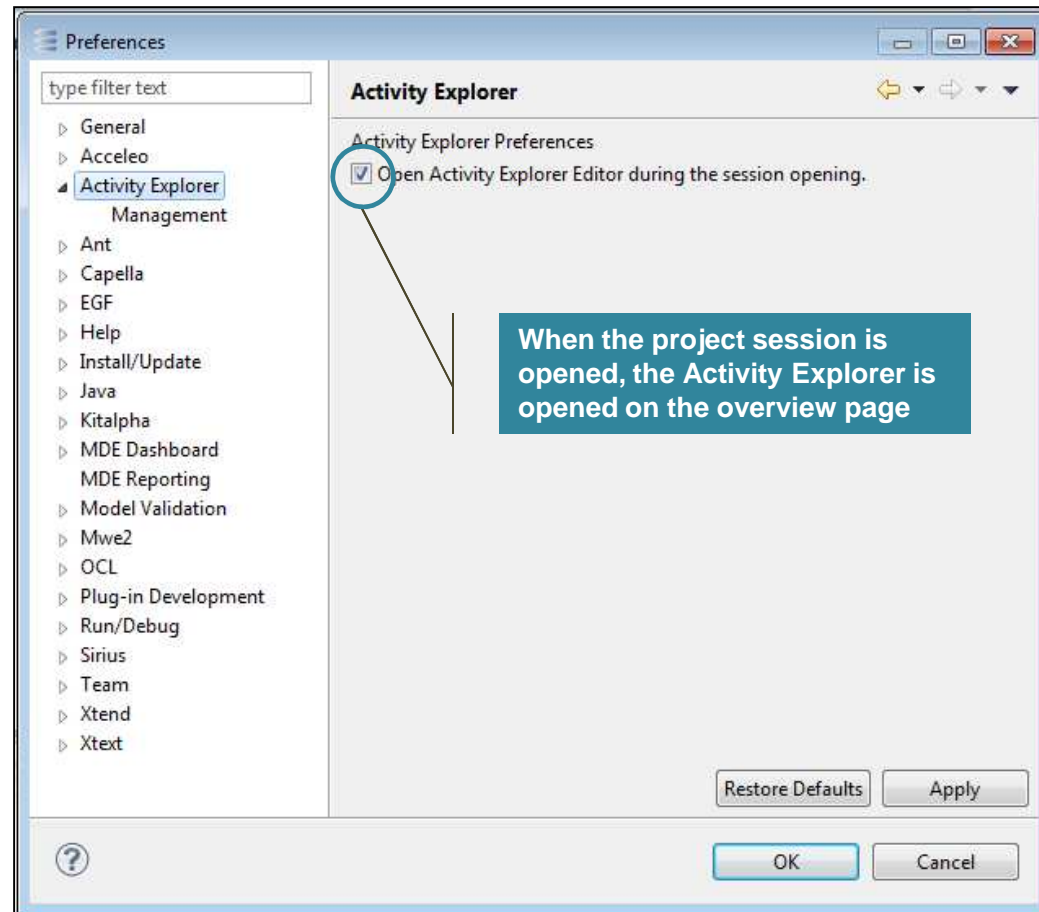 Preferences
type filter text
General
Acceleo
Activity Explorer
Management
Ant
Capella
EGF
Help
Install/Update
Java
Kitalpha
MDE Dashboard
MDE Reporting
Model Validation
Mwe2
OCL
Plug-in Development
Run/Debug
Sirius
Team
Xtend
Xtext
Activity Explorer
Activity Explorer Preferences
Open Activity Explorer Editor during the session opening.
When the project session is
opened, the Activity Explorer is
opened on the overview page
Restore Defaults
Apply
?
OK
Cancel